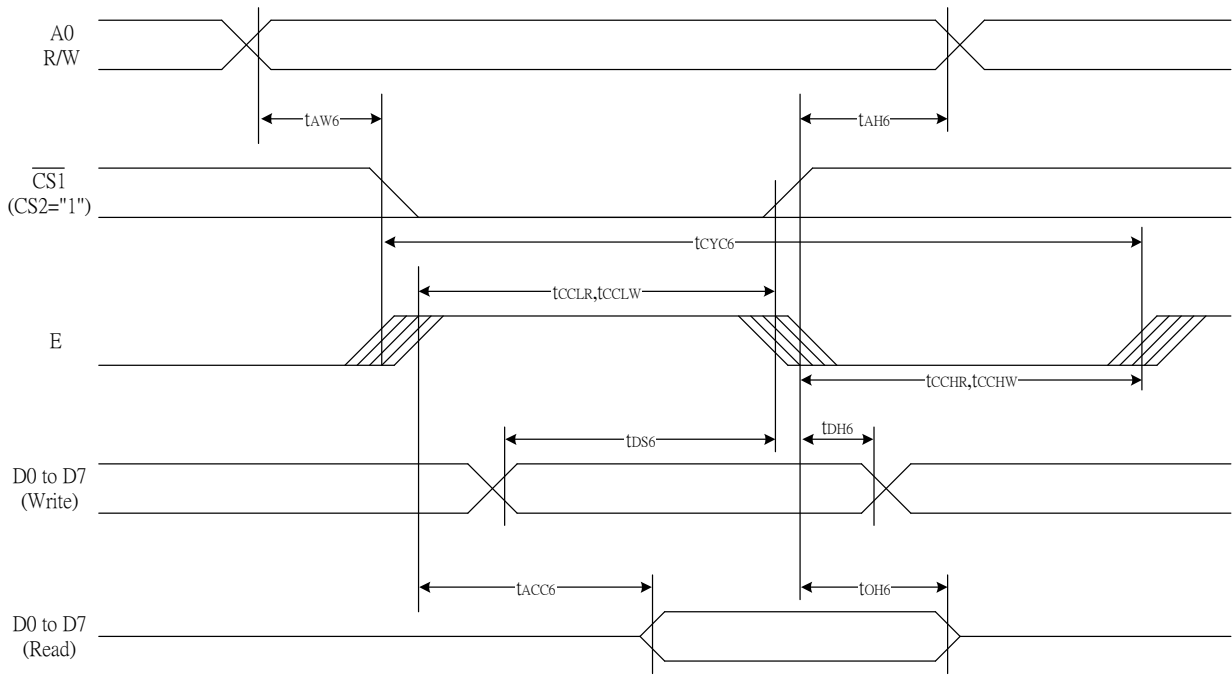 A0
R/W
tAW6
tAH6
CS1
(CS2="1")
tCYC6
tCCLR,tCCLW
E
tCCHR,tCCHW
tDS6
tDH6
D0 to D7
(Write)
tACC6
tOH6
D0 to D7
(Read)